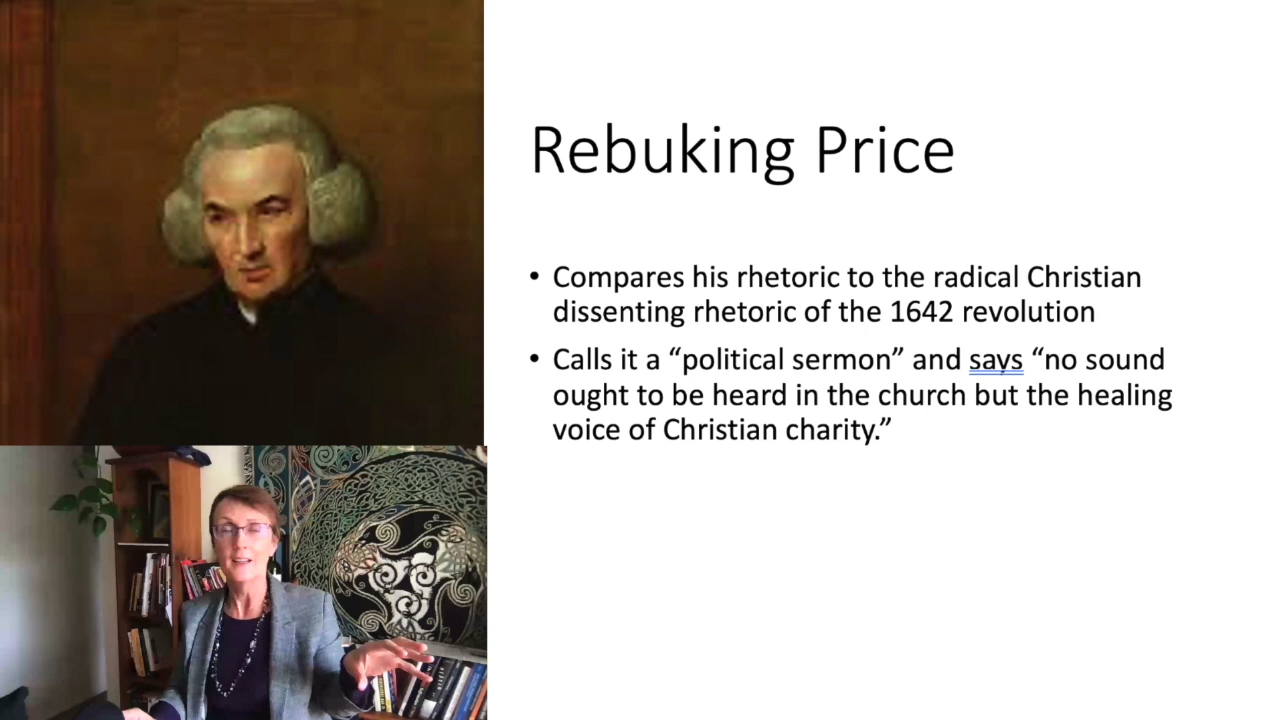 Rebuking Price
• Compares his rhetoric to the radical Christian
dissenting rhetoric of the 1642 revolution
• Calls it a “political sermon” and says “no sound
ought to be heard in the church but the healing
voice of Christian charity.”